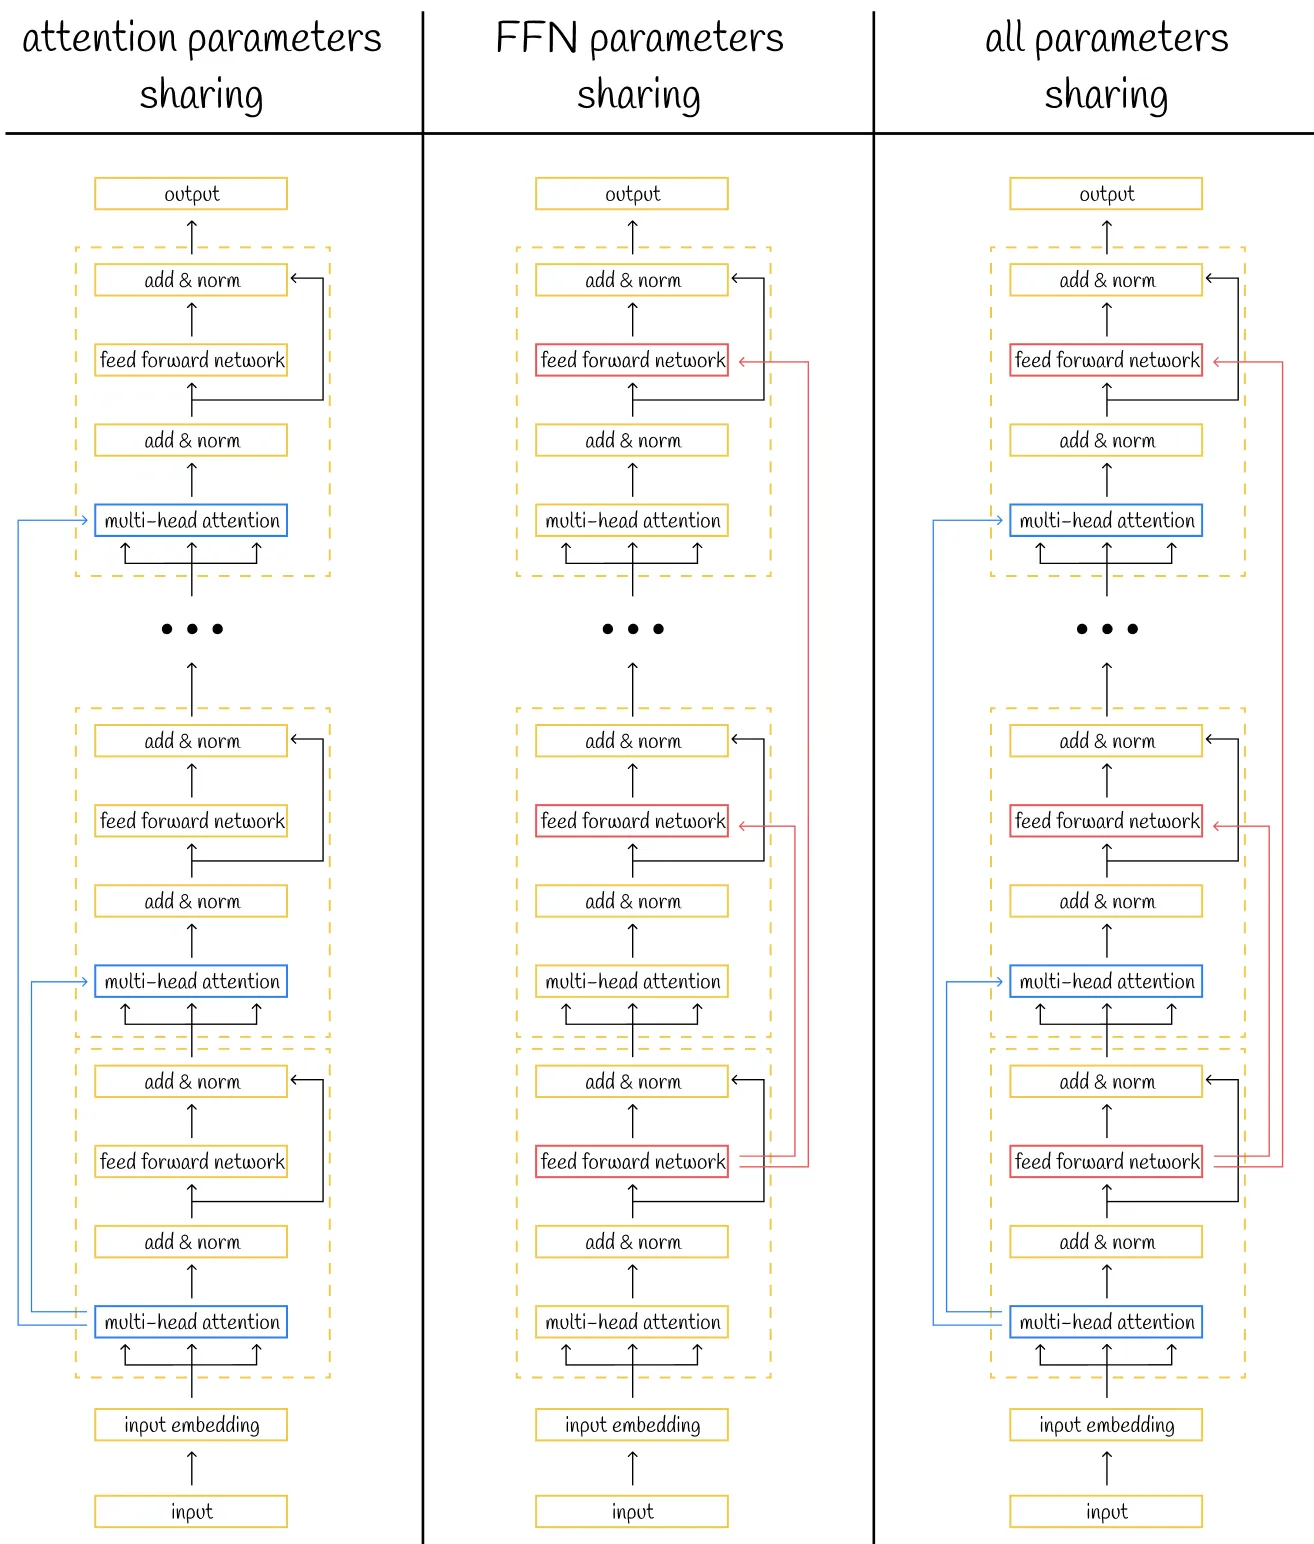 attention parameters
sharing
output
add & norm
feed forward network
add & norm
multi-head attention
add & norm
feed forward network
add & norm
multi-head attention
add & norm
feed forward network
add & norm
multi-head attention
input embedding
input
FFN parameters
sharing
output
add & norm
feed forward network
add & norm
multi-head attention
add & norm
feed forward network
add & norm
multi-head attention
add & norm
feed forward network
add & norm
multi-head attention
input embedding
input
all parameters
sharing
output
add & norm
feed forward network
add & norm
multi-head attention
add & norm
feed forward network
add & norm
multi-head attention
add & norm
feed forward network
add & norm
multi-head attention
input embedding
input